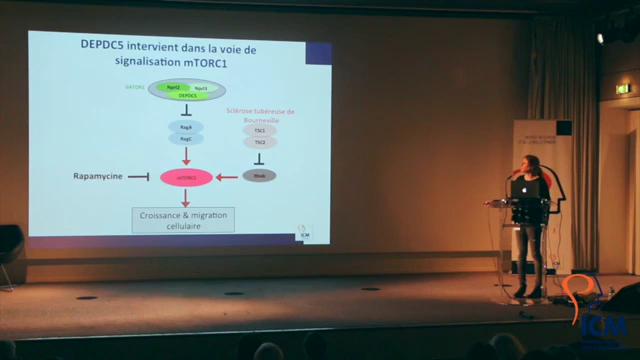 DEPDC5 intervient dans la voie de
signalisation mTORC1
GATOR1
Nprl2
Nprl3
DEPDC5
Sclérose tubéreuse de
Bourneville
RagA
RagC
TSC1
TSC2
Rapamycine
mTORC1
Rheb
Croissance & migration
cellulaire
ICM
ICM